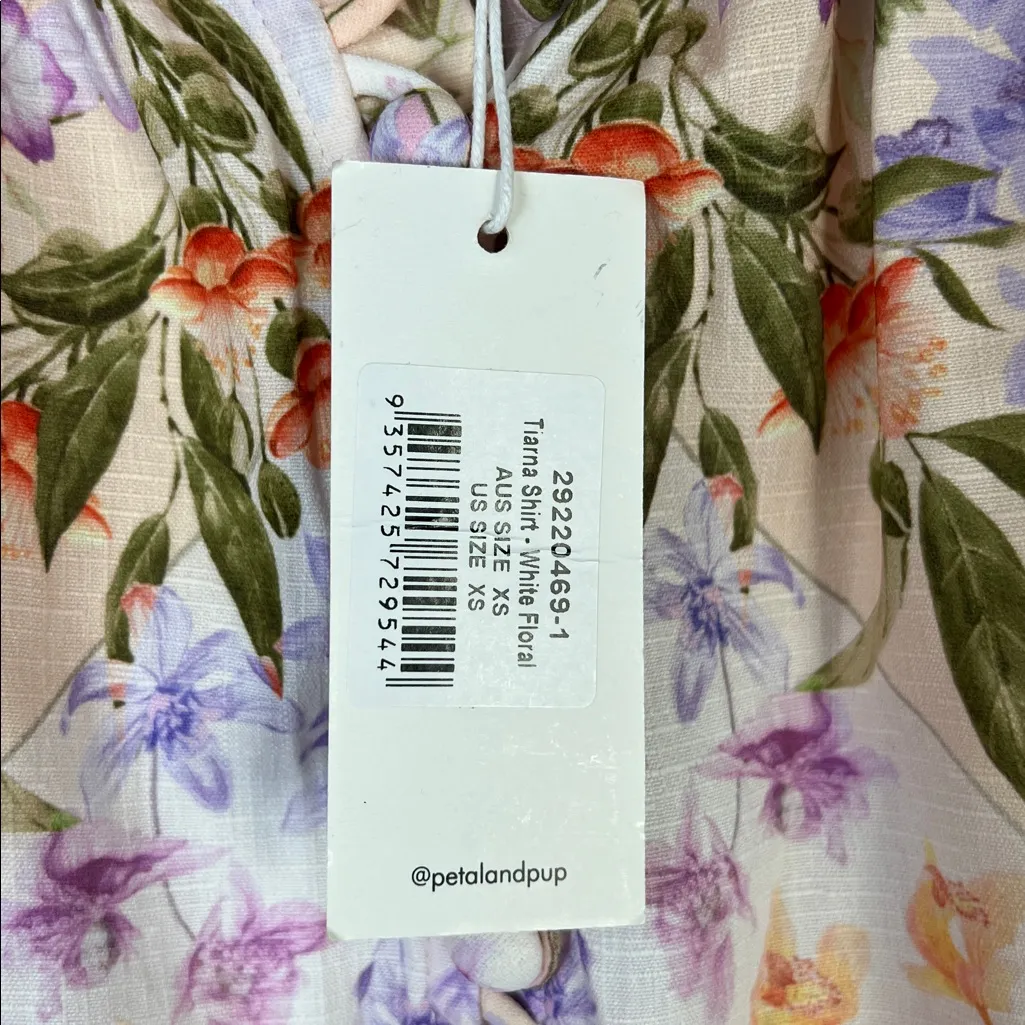 29220469-1
Tiarna Shirt - White Floral
AUS SIZE XS
US SIZE XS
9 357425 729544
@petalandpup